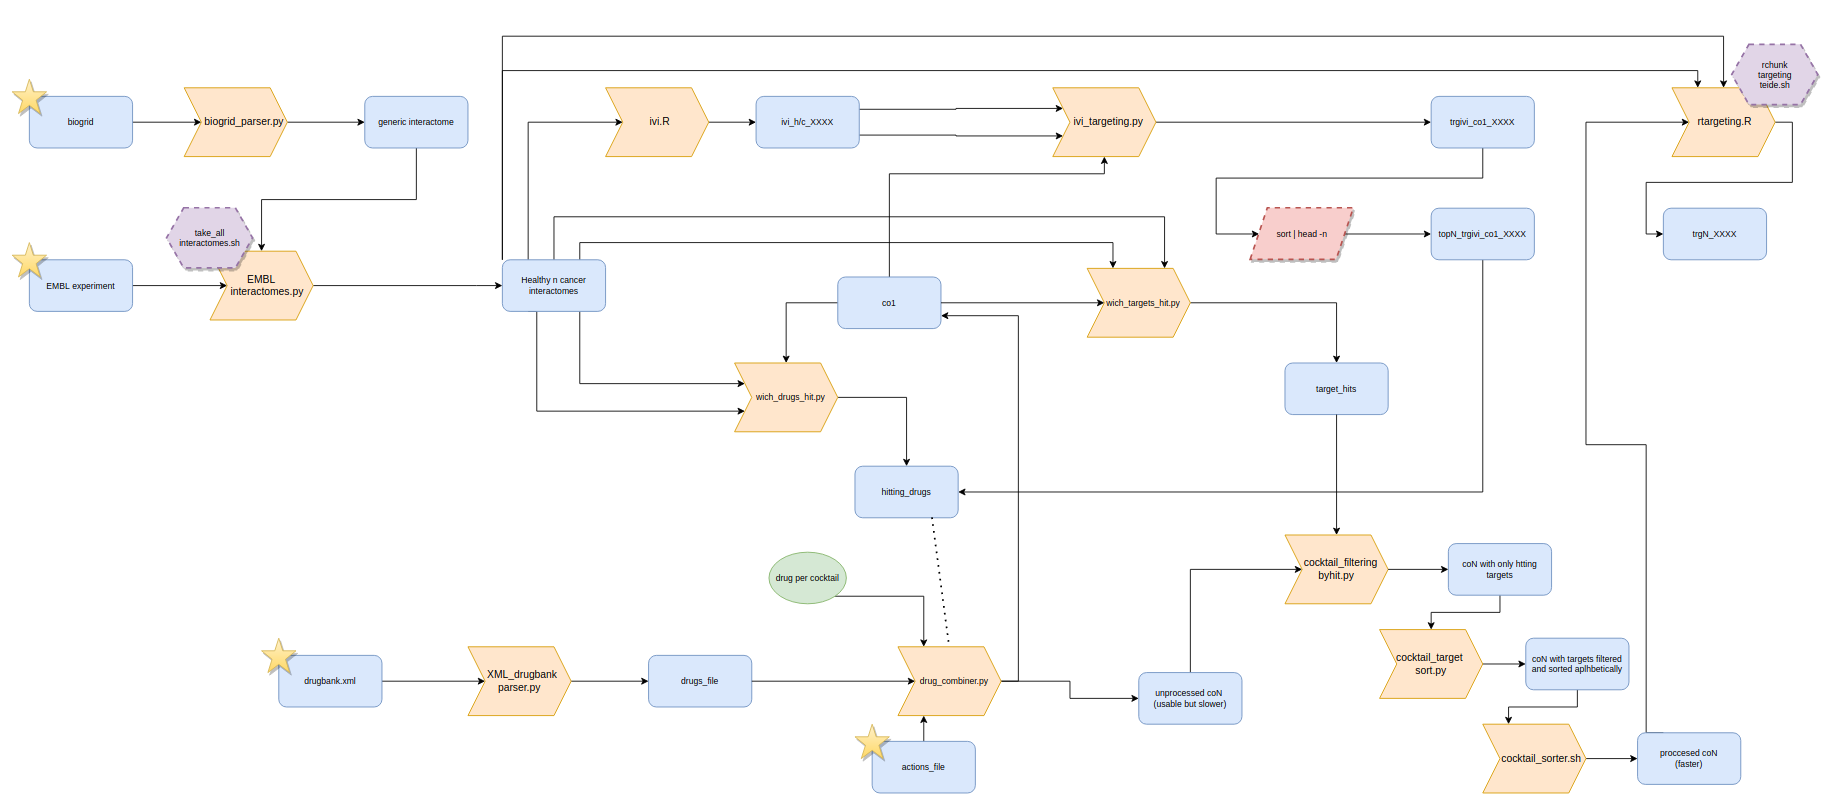 rchunk
targeting
teide.sh
biogrid
biogrid_parser.py
generic interactome
ivi.R
ivi_h/c_XXXX
ivi_targeting.py
trgivi_co1_XXXX
rtargeting.R
take_all
interactomes.sh
sort | head -n
topN_trgivi_co1_XXXX
trgN_XXXX
EMBL experiment
EMBL
interactomes.py
Healthy n cancer
interactomes
co1
wich_targets_hit.py
wich_drugs_hit.py
target_hits
hitting_drugs
drug per cocktail
cocktail_filtering
byhit.py
coN with only htting
targets
drugbank.xml
XML_drugbank
parser.py
drugs_file
drug_combiner.py
unprocessed coN
(usable but slower)
cocktail_target
sort.py
coN with targets filtered
and sorted aplhbetically
actions_file
cocktail_sorter.sh
proccesed coN
(faster)